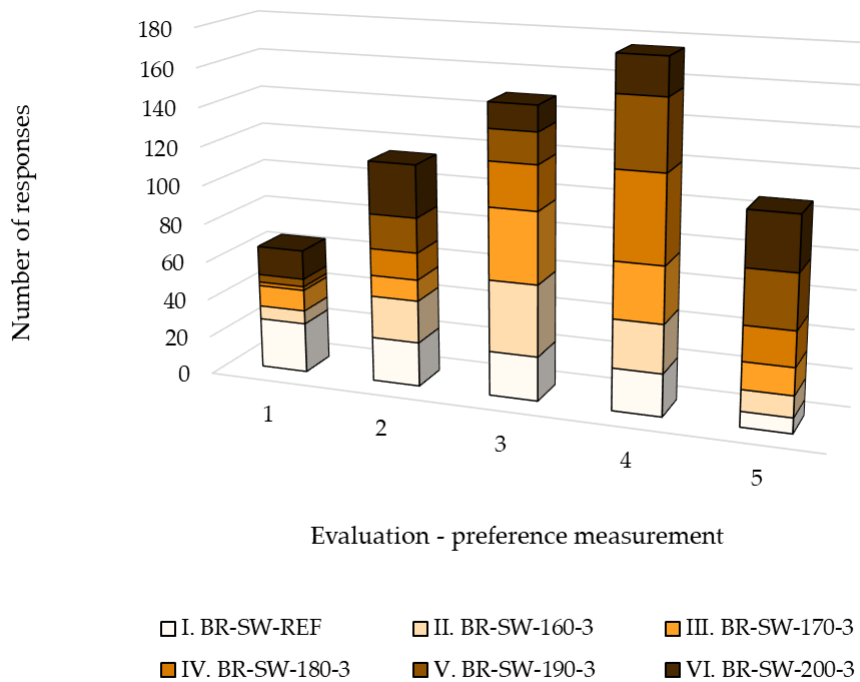 180
160
140
120
100
80
60
40
20
0
Number of responses
1
2
3
4
5
Evaluation - preference measurement
I. BR-SW-REF
II. BR-SW-160-3
III. BR-SW-170-3
IV. BR-SW-180-3
V. BR-SW-190-3
VI. BR-SW-200-3